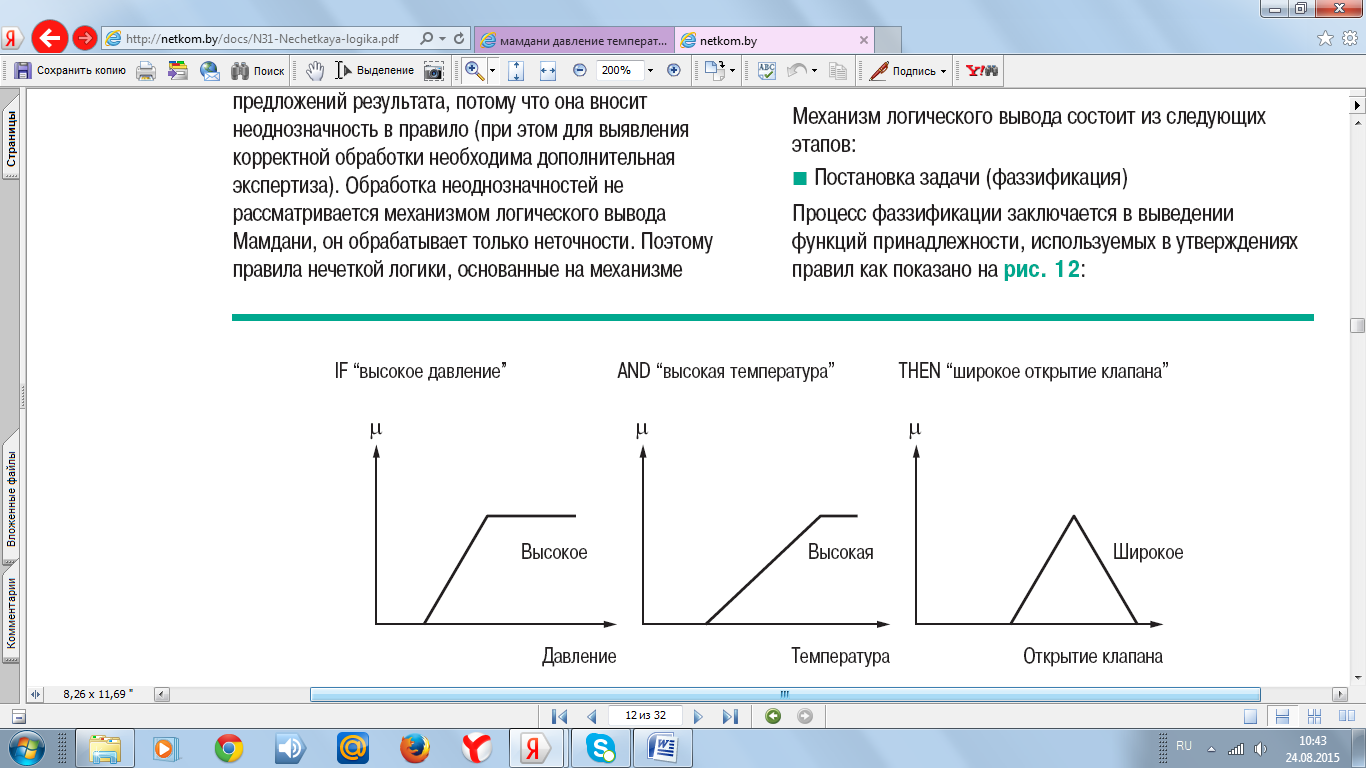 http://netkom.by/docs/N31-Nechetkaya-logika.pdf
мамдани давление температ...
netkom.by
Сохранить копию
Поиск
Выделение
200%
Подпись
Y!
Страницы
Вложенные файлы
Комментарии
предложений результата, потому что она вносит
неоднозначность в правило (при этом для выявления
корректной обработки необходима дополнительная
экспертиза). Обработка неоднозначностей не
рассматривается механизмом логического вывода
Мамдани, он обрабатывает только неточности. Поэтому
правила нечеткой логики, основанные на механизме
Механизм логического вывода состоит из следующих
этапов:
■ Постановка задачи (фаззификация)
Процесс фаззификации заключается в выведении
функций принадлежности, используемых в утверждениях
правил как показано на рис. 12:
IF “высокое давление”
AND “высокая температура”
THEN “широкое открытие клапана”
μ
μ
μ
Высокое
Высокая
Широкое
Давление
Температура
Открытие клапана
8,26 x 11,69 "
12 из 32
RU
10:43
24.08.2015